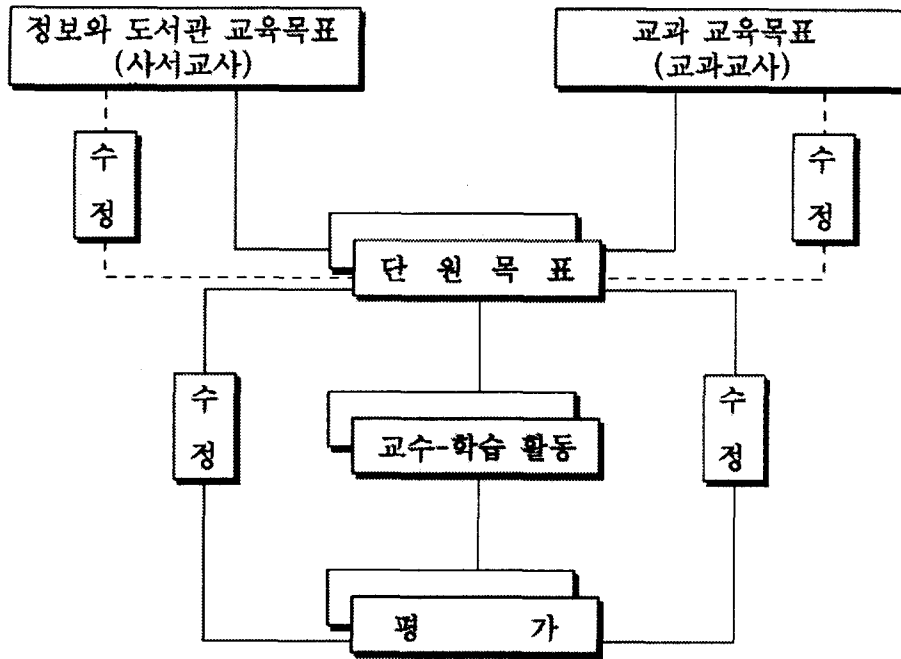 정보와 도서관 교육목표
(사서교사)
교과 교육목표
(교과교사)
수
정
수
정
단 원 목 표
수
정
수
정
교수-학습 활동
평 가